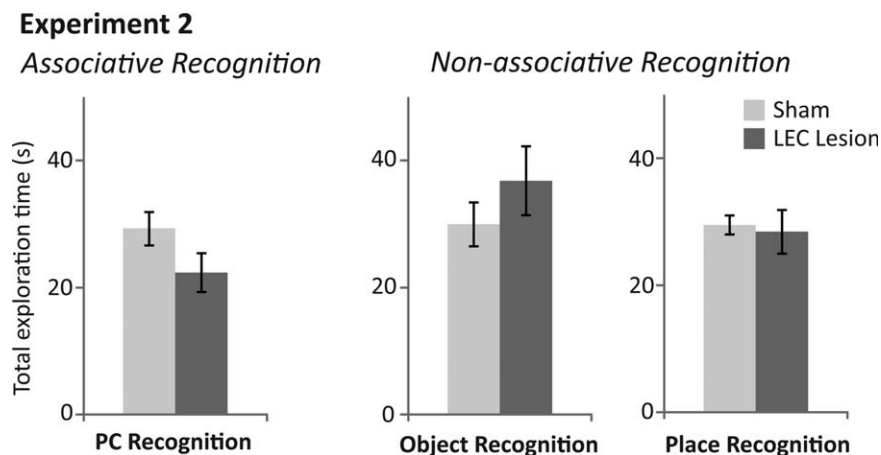 Experiment 2
Associative Recognition
Non-associative Recognition
Total exploration time (s)
40
20
0
PC Recognition
40
20
0
Object Recognition
40
20
0
Place Recognition
Sham
LEC Lesion